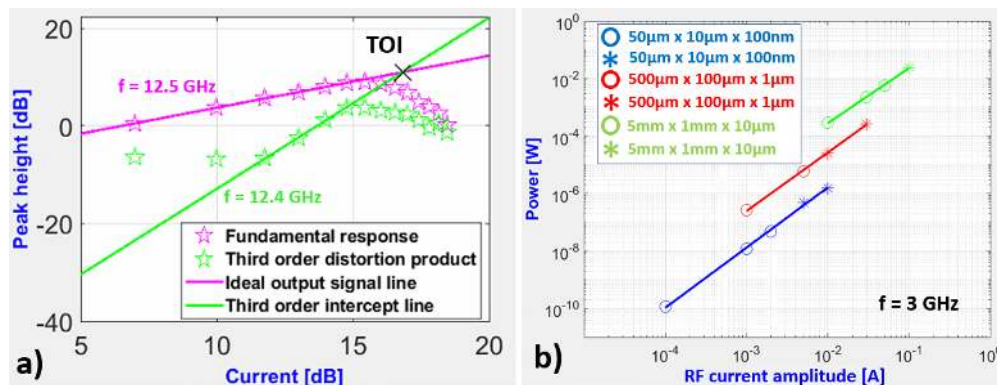 20
0
-20
-40
Peak height [dB]
TOI
f = 12.5 GHz
f = 12.4 GHz
Fundamental response
Third order distortion product
Ideal output signal line
Third order intercept line
5
10
15
20
Current [dB]
a)
10⁰
10⁻²
10⁻⁴
10⁻⁶
10⁻⁸
10⁻¹⁰
Power [W]
50µm x 10µm x 100nm
50µm x 10µm x 100nm
500µm x 100µm x 1µm
500µm x 100µm x 1µm
5mm x 1mm x 10µm
5mm x 1mm x 10µm
f = 3 GHz
10⁻⁴
10⁻³
10⁻²
10⁻¹
10⁰
RF current amplitude [A]
b)